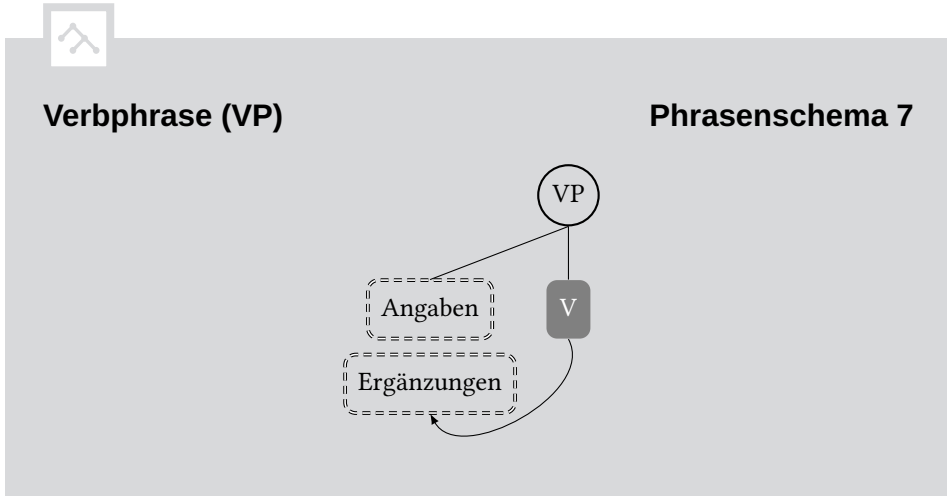 Verbphrase (VP)
Phrasenschema 7
VP
Angaben
V
Ergänzungen